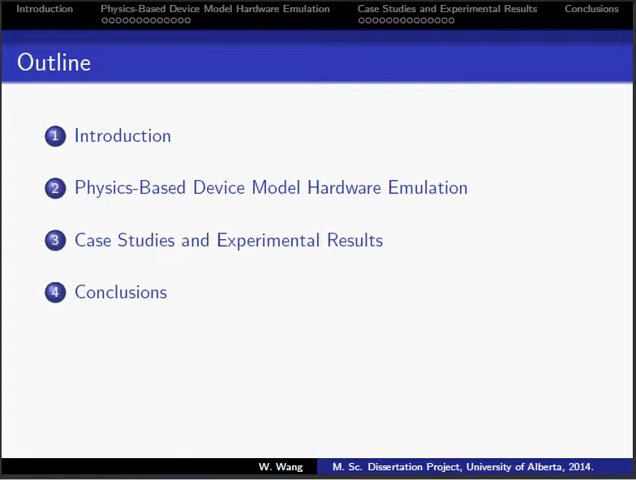 Introduction Physics-Based Device Model Hardware Emulation Case Studies and Experimental Results Conclusions
Outline
1 Introduction
2 Physics-Based Device Model Hardware Emulation
3 Case Studies and Experimental Results
4 Conclusions
W. Wang M. Sc. Dissertation Project, University of Alberta, 2014.